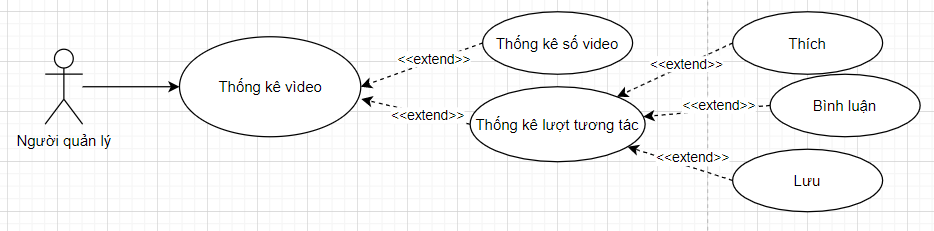 Người quản lý
Thống kê vìdeo
<<extend>>
<<extend>>
Thống kê số video
Thống kê lượt tương tác
<<extend>>
<<extend>>
<<extend>>
Thích
Bình luận
Lưu